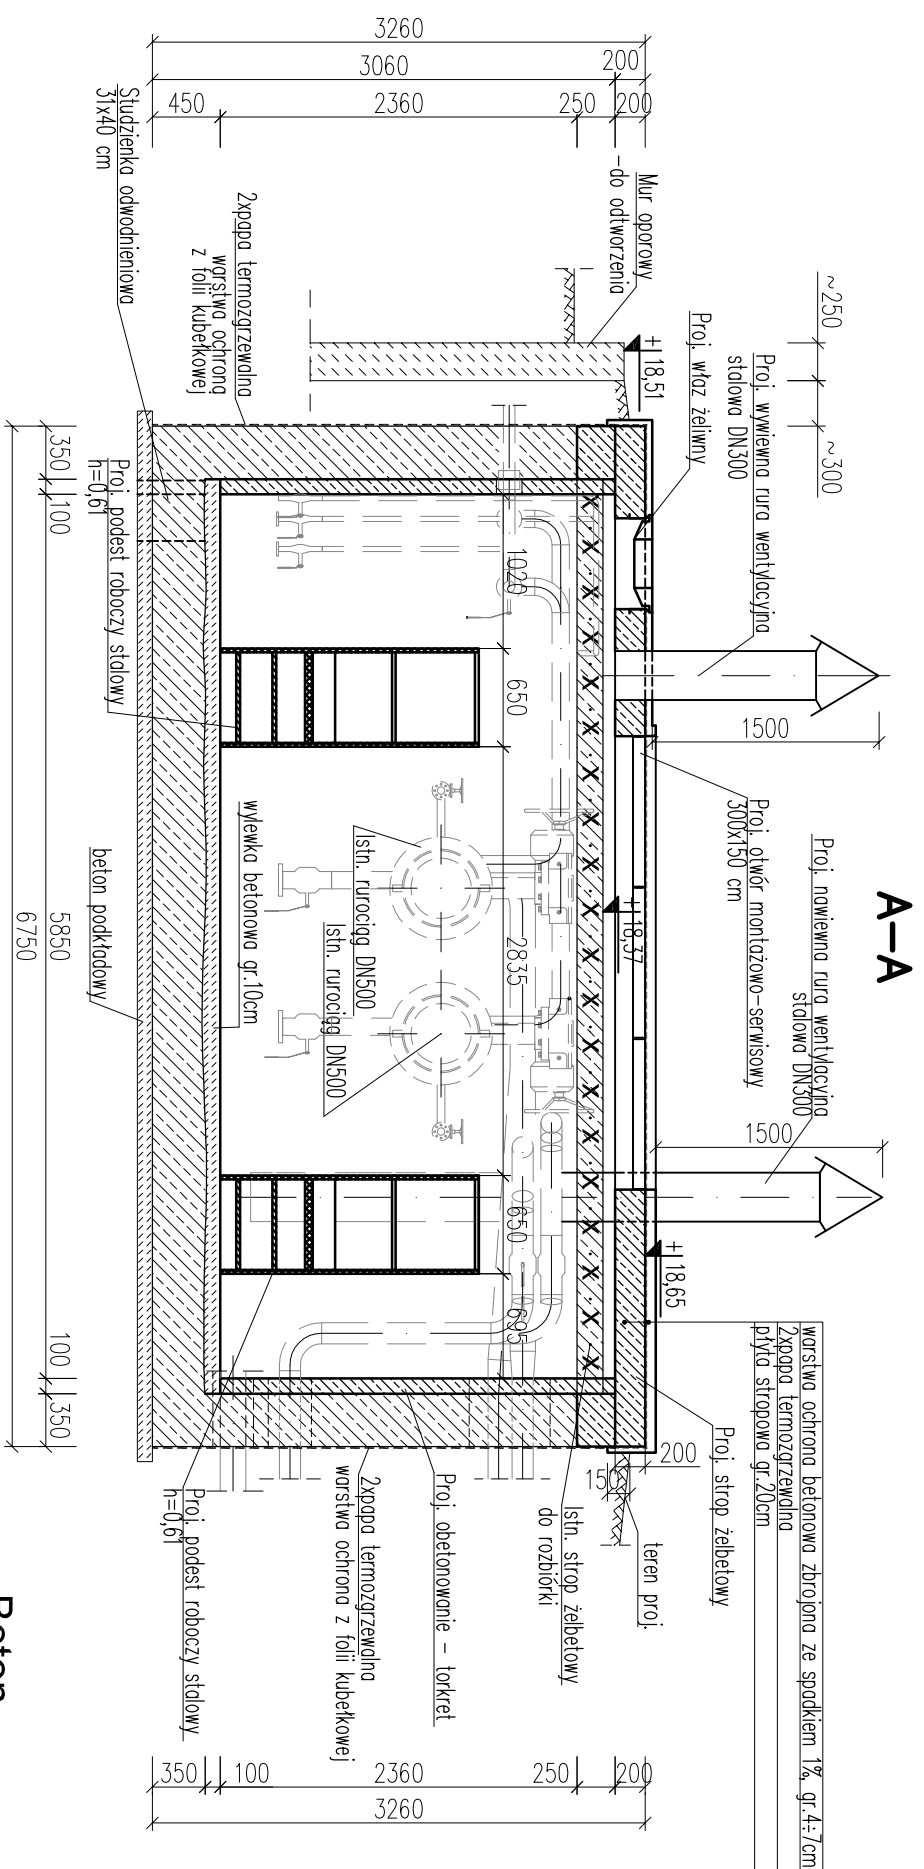 A-A
3260
3060
200
450
2360
250
200
Studzienka odwodnieniowa
31x40 cm
2xpapa termozgrzewalna
warstwa ochrona
z folii kubełkowej
Mur oporowy
-do odtworzenia
+18,51
~250
~300
Proj. właz żeliwny
Proj. wywiewna rura wentylacyjna
stalowa DN300
1500
Proj. otwór montażowo-serwisowy
300x150 cm
Proj. nawiewna rura wentylacyjna
stalowa DN300
1500
+18,37
+18,65
warstwa ochrona betonowa zbrojona ze spadkiem 1%, gr.4÷7cm
2xpapa termozgrzewalna
płyta stropowa gr.20cm
Proj. strop żelbetowy
200
150
teren proj.
Istn. strop żelbetowy
do rozbiórki
Proj. obetonowanie - torkret
2xpapa termozgrzewalna
warstwa ochrona z folii kubełkowej
Proj. podest roboczy stalowy
h=0,61
1020
650
2835
650
695
Istn. rurociąg DN500
Istn. rurociąg DN500
wylewka betonowa gr.10cm
Proj. podest roboczy stalowy
h=0,61
beton podkładowy
350
100
5850
100
350
6750
350
100
2360
250
200
3260
Beton